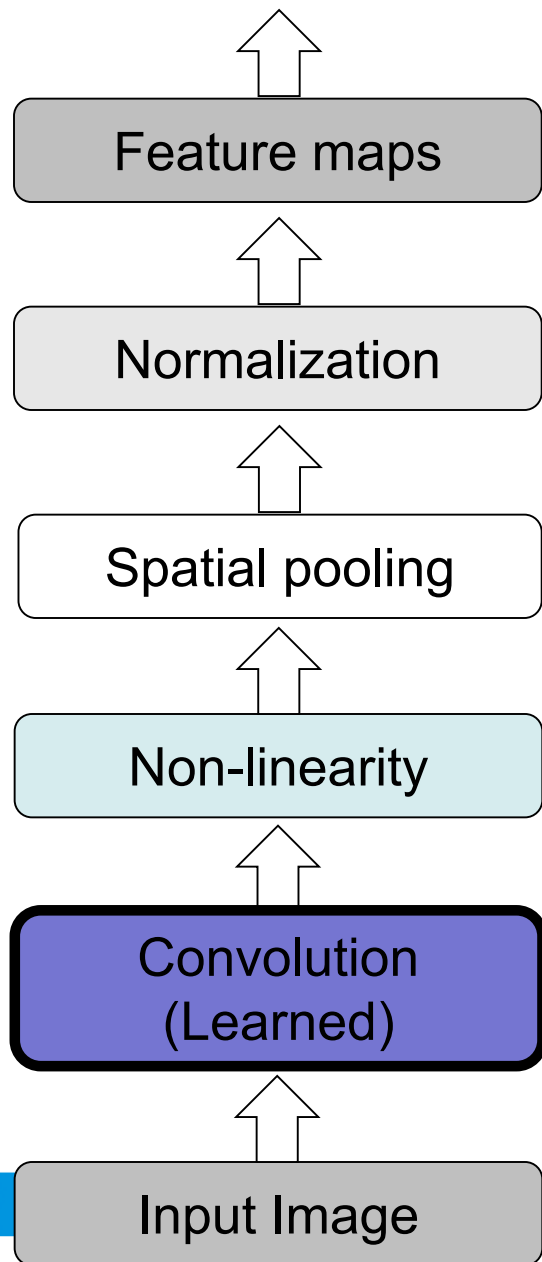 Feature maps
Normalization
Spatial pooling
Non-linearity
Convolution
(Learned)
Input Image